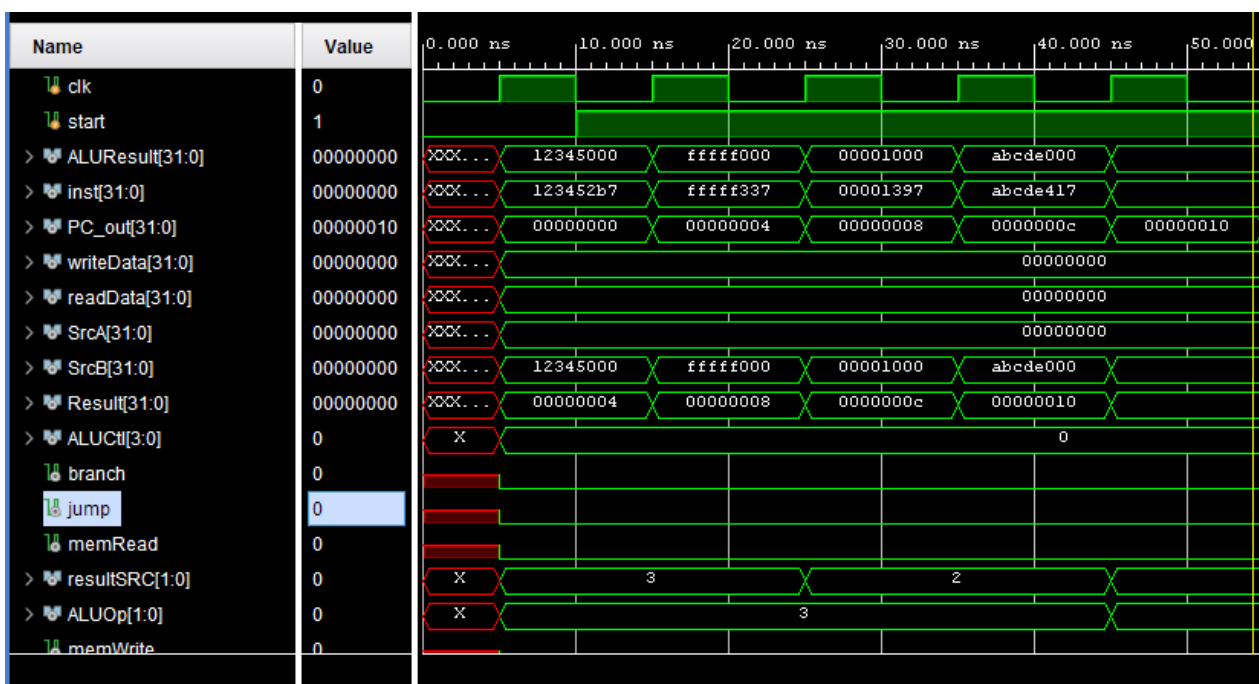 Name Value 0.000 ns 10.000 ns 20.000 ns 30.000 ns 40.000 ns 50.000
clk 0
start 1
ALUResult[31:0] 00000000 XXX... 12345000 fffff000 00001000 abcde000
inst[31:0] 00000000 XXX... 123452b7 fffff337 00001397 abcde417
PC_out[31:0] 00000010 XXX... 00000000 00000004 00000008 0000000c 00000010
writeData[31:0] 00000000 XXX... 00000000
readData[31:0] 00000000 XXX... 00000000
SrcA[31:0] 00000000 XXX... 00000000
SrcB[31:0] 00000000 XXX... 12345000 fffff000 00001000 abcde000
Result[31:0] 00000000 XXX... 00000004 00000008 0000000c 00000010
ALUCtl[3:0] 0 X 0
branch 0
jump 0
memRead 0
resultSRC[1:0] 0 X 3 2
ALUOp[1:0] 0 X 3
memWrite 0